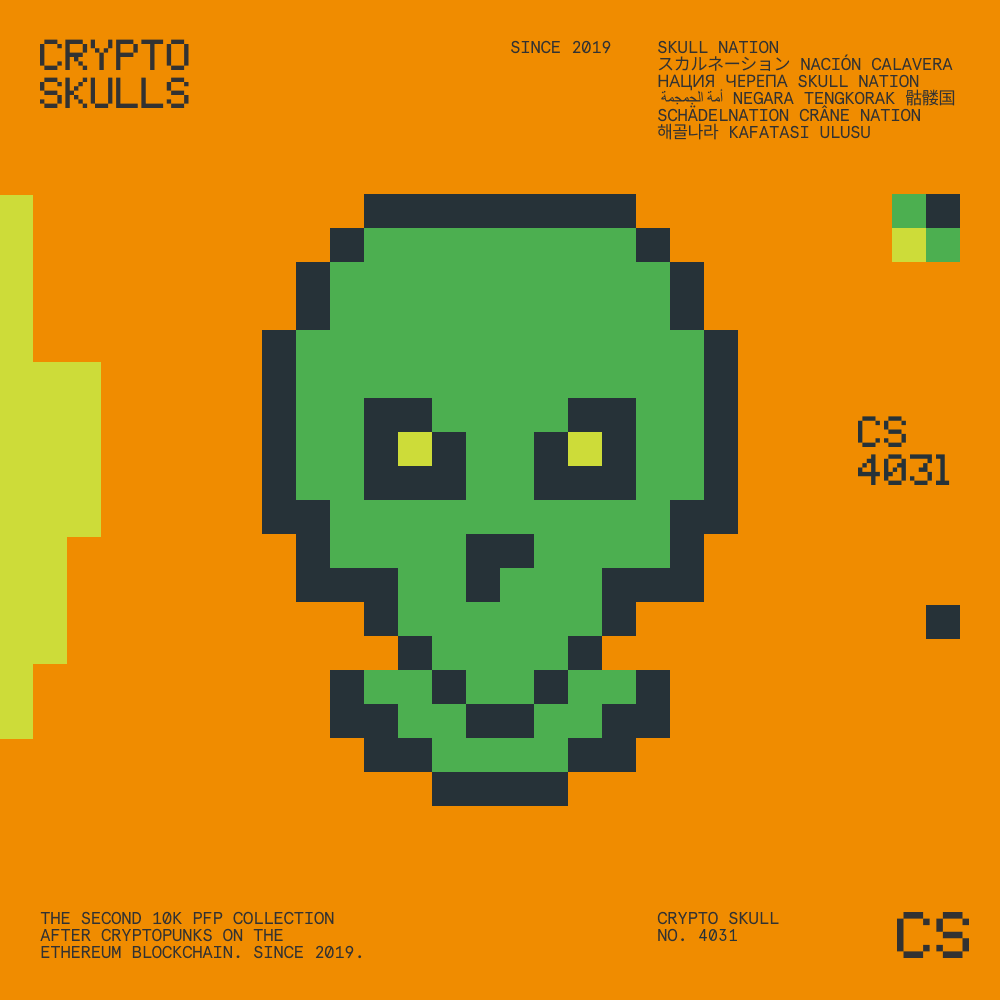 CRYPTO
SKULLS
SINCE 2019
SKULL NATION
スカルネーション NACIÓN CALAVERA
НАЦИЯ ЧЕРЕПА SKULL NATION
أمة الجمجمة NEGARA TENGKORAK 骷髅国
SCHÄDELNATION CRÂNE NATION
해골나라 KAFATASI ULUSU
CS
4031
THE SECOND 10K PFP COLLECTION
AFTER CRYPTOPUNKS ON THE
ETHEREUM BLOCKCHAIN. SINCE 2019.
CRYPTO SKULL
NO. 4031
CS